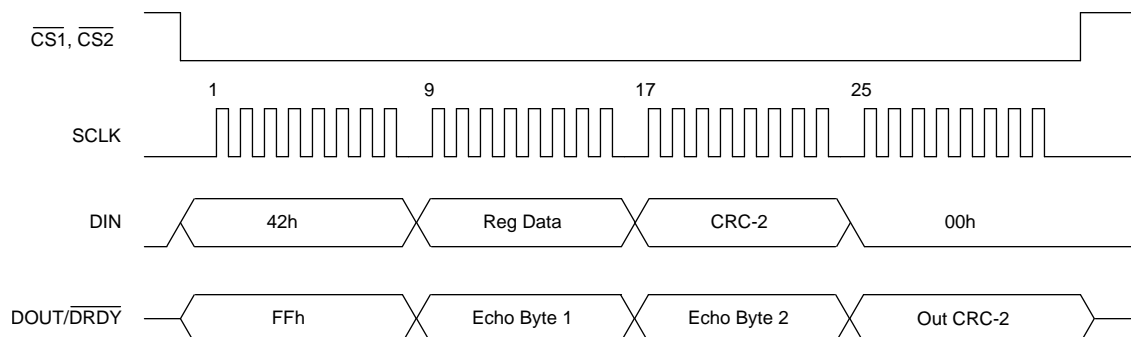 CS1, CS2
1 9 17 25
SCLK
DIN 42h Reg Data CRC-2 00h
DOUT/DRDY FFh Echo Byte 1 Echo Byte 2 Out CRC-2